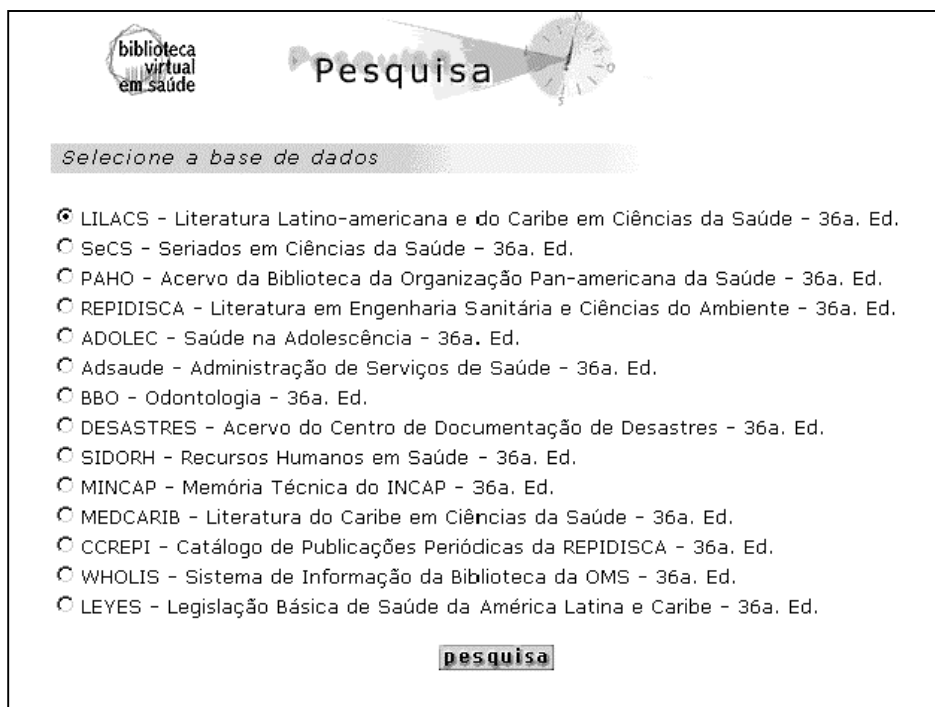 biblioteca
virtual
em saúde
Pesquisa
Pesquisa
N
O
S
Selecione a base de dados
LILACS - Literatura Latino-americana e do Caribe em Ciências da Saúde - 36a. Ed.
SeCS - Seriados em Ciências da Saúde - 36a. Ed.
PAHO - Acervo da Biblioteca da Organização Pan-americana da Saúde - 36a. Ed.
REPIDISCA - Literatura em Engenharia Sanitária e Ciências do Ambiente - 36a. Ed.
ADOLEC - Saúde na Adolescência - 36a. Ed.
Adsaude - Administração de Serviços de Saúde - 36a. Ed.
BBO - Odontologia - 36a. Ed.
DESASTRES - Acervo do Centro de Documentação de Desastres - 36a. Ed.
SIDORH - Recursos Humanos em Saúde - 36a. Ed.
MINCAP - Memória Técnica do INCAP - 36a. Ed.
MEDCARIB - Literatura do Caribe em Ciências da Saúde - 36a. Ed.
CCREPI - Catálogo de Publicações Periódicas da REPIDISCA - 36a. Ed.
WHOLIS - Sistema de Informação da Biblioteca da OMS - 36a. Ed.
LEYES - Legislação Básica de Saúde da América Latina e Caribe - 36a. Ed.
pesquisa